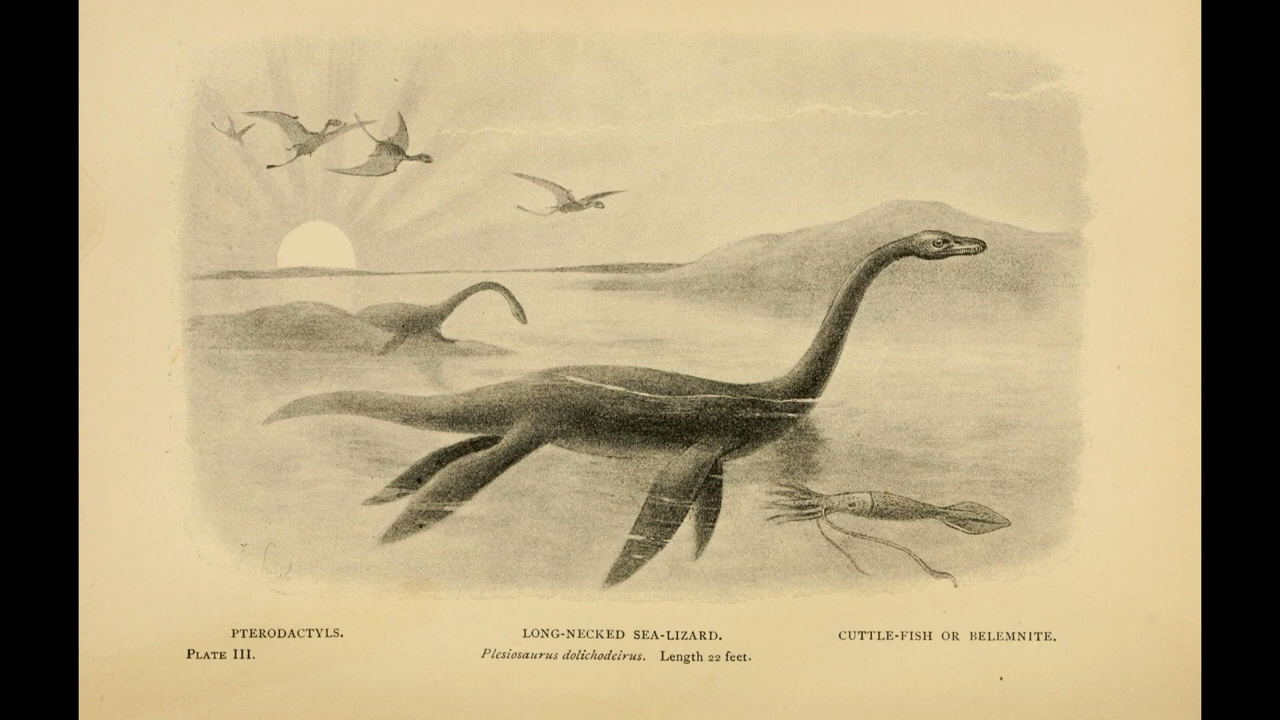 PTERODACTYLS.
LONG-NECKED SEA-LIZARD.
CUTTLE-FISH OR BELEMNITE.
PLATE III.
Plesiosaurus dolichodeirus. Length 22 feet.